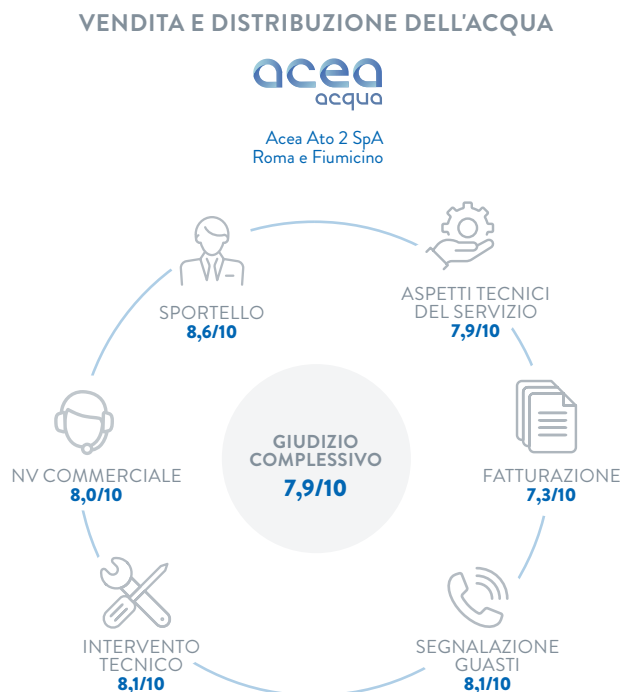 VENDITA E DISTRIBUZIONE DELL'ACQUA
acea
acqua
Acea Ato 2 SpA
Roma e Fiumicino
SPORTELLO
8,6/10
ASPETTI TECNICI
DEL SERVIZIO
7,9/10
NV COMMERCIALE
8,0/10
GIUDIZIO
COMPLESSIVO
7,9/10
FATTURAZIONE
7,3/10
INTERVENTO
TECNICO
8,1/10
SEGNALAZIONE
GUASTI
8,1/10